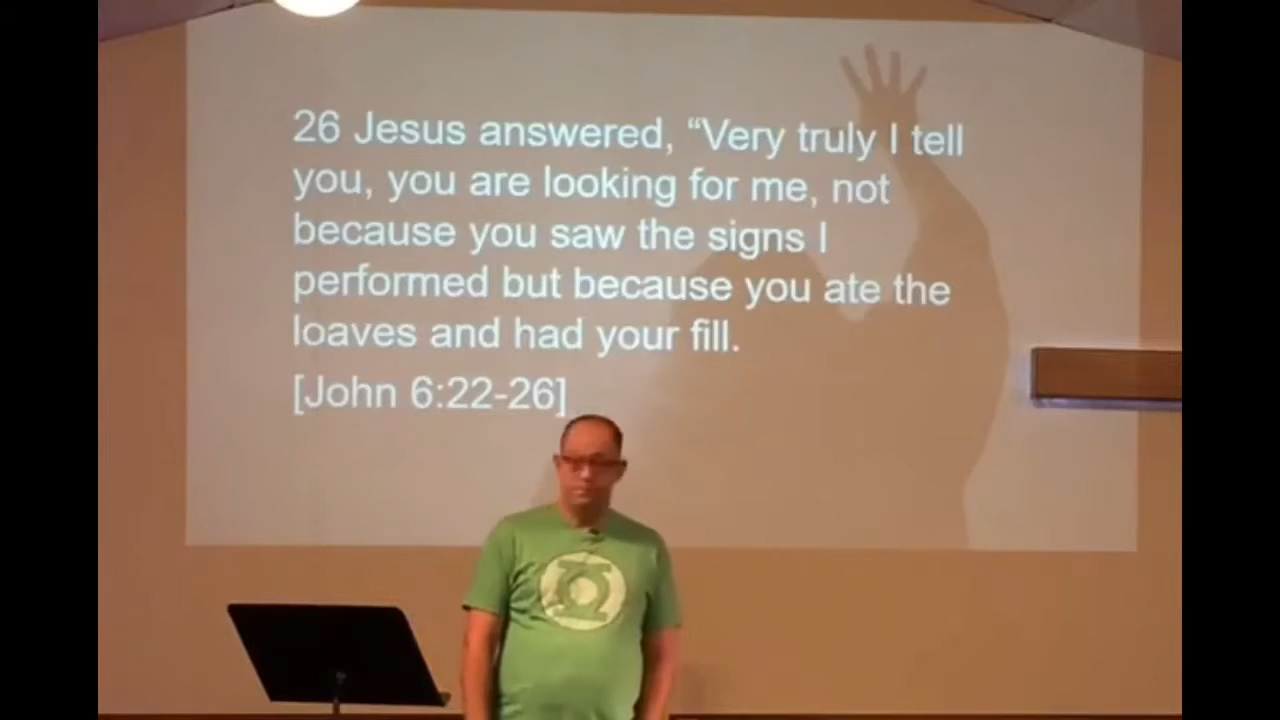 26 Jesus answered, “Very truly I tell
you, you are looking for me, not
because you saw the signs I
performed but because you ate the
loaves and had your fill.
[John 6:22-26]